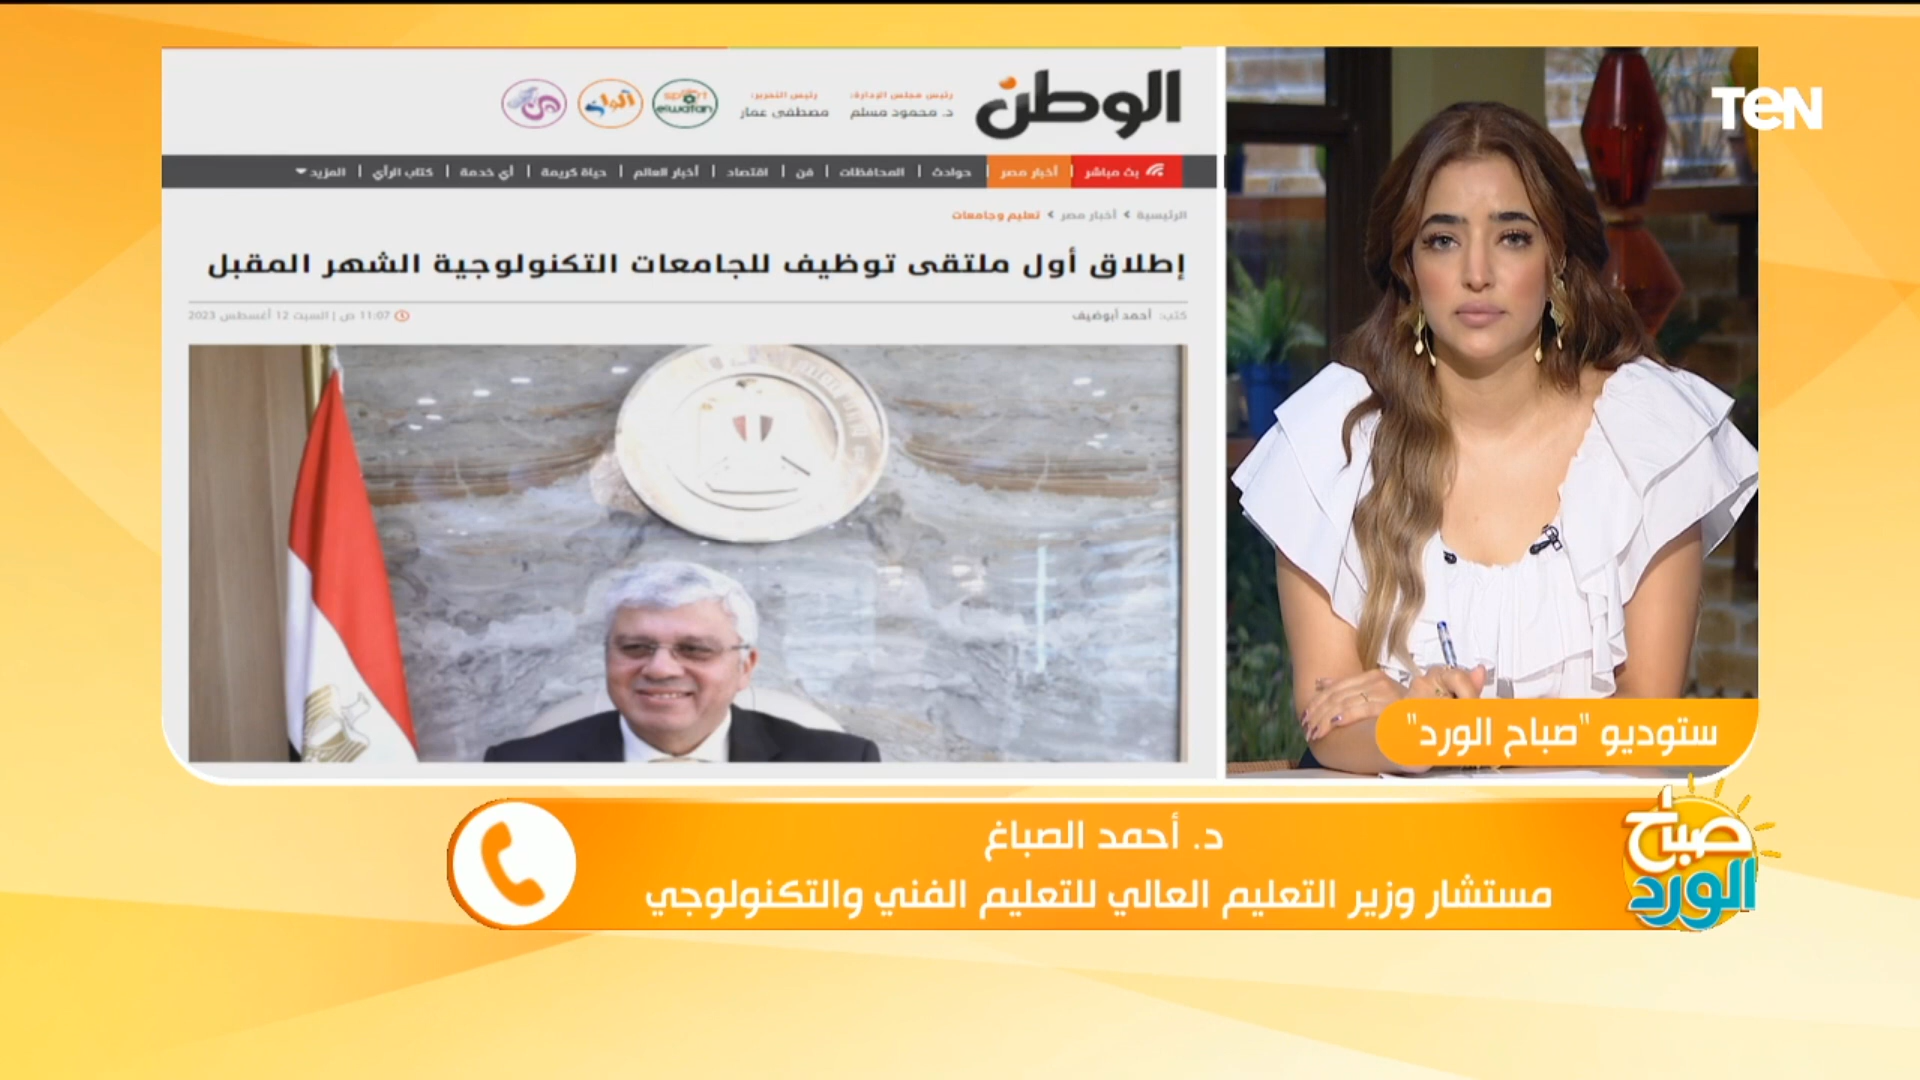 TEN
الوطن
رئيس مجلس الإدارة:
د. محمود مسلم
رئيس التحرير:
مصطفى عمار
sport
elwatan
ألوان
هن
بث مباشر | أخبار مصر | حوادث | المحافظات | فن | اقتصاد | أخبار العالم | حياة كريمة | أي خدمة | كتاب الرأي | المزيد
الرئيسية > أخبار مصر > تعليم وجامعات
إطلاق أول ملتقى توظيف للجامعات التكنولوجية الشهر المقبل
كتب: أحمد أبوضيف
11:07 ص | السبت 12 أغسطس 2023
ستوديو "صباح الورد"
د. أحمد الصباغ
مستشار وزير التعليم العالي للتعليم الفني والتكنولوجي
صباح
الورد